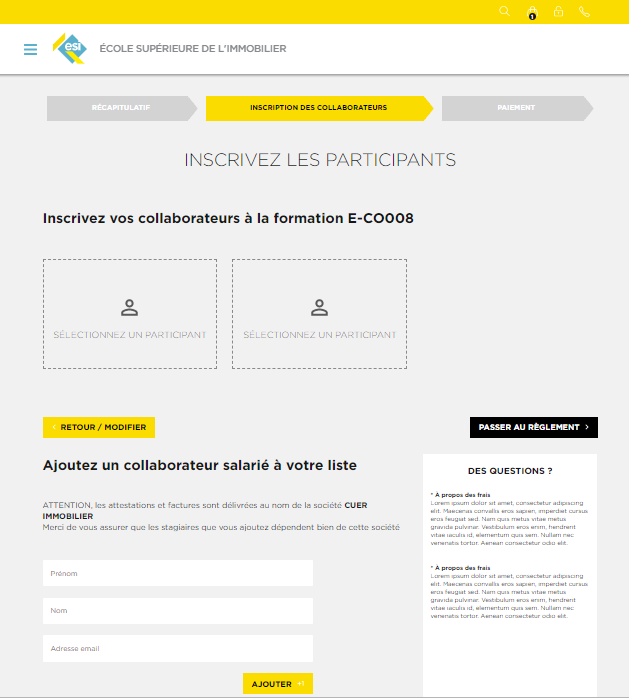 1
esi
ÉCOLE SUPÉRIEURE DE L'IMMOBILIER
RÉCAPITULATIF
INSCRIPTION DES COLLABORATEURS
PAIEMENT
INSCRIVEZ LES PARTICIPANTS
Inscrivez vos collaborateurs à la formation E-CO008
SÉLECTIONNEZ UN PARTICIPANT
SÉLECTIONNEZ UN PARTICIPANT
‹ RETOUR / MODIFIER
PASSER AU RÈGLEMENT ›
Ajoutez un collaborateur salarié à votre liste
ATTENTION, les attestations et factures sont délivrées au nom de la société CUER
IMMOBILIER
Merci de vous assurer que les stagiaires que vous ajoutez dépendent bien de cette société
Prénom
Nom
Adresse email
AJOUTER +1
DES QUESTIONS ?
* A propos des frais
Lorem ipsum dolor sit amet, consectetur adipiscing
elit. Maecenas convallis eros sapien, imperdiet cursus
eros feugiat sed. Nam quis metus vitae metus
gravida pulvinar. Vestibulum eros enim, hendrerit
vitae iaculis id, elementum quis sem. Nullam nec
venenatis tortor. Aenean consectetur odio elit.
* A propos des frais
Lorem ipsum dolor sit amet, consectetur adipiscing
elit. Maecenas convallis eros sapien, imperdiet cursus
eros feugiat sed. Nam quis metus vitae metus
gravida pulvinar. Vestibulum eros enim, hendrerit
vitae iaculis id, elementum quis sem. Nullam nec
venenatis tortor. Aenean consectetur odio elit.